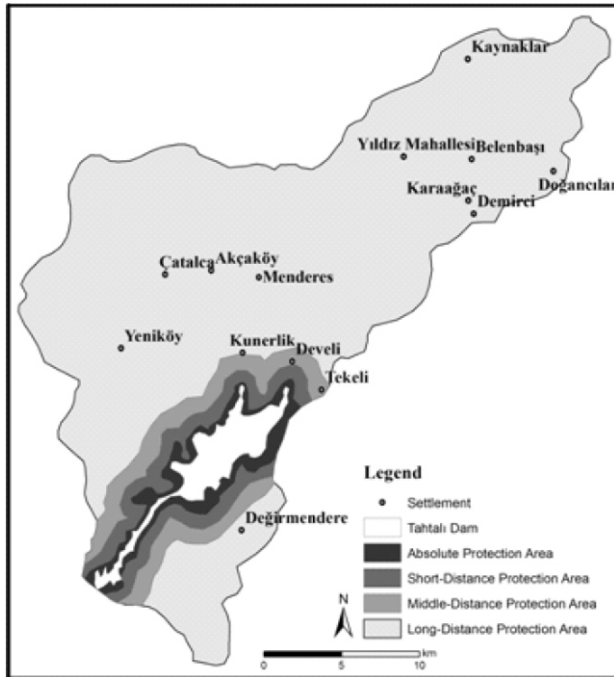 Kaynaklar
Yıldız Mahallesi
Belenbaşı
Doğancılar
Karaağaç
Demirci
Çatalca
Akçaköy
Menderes
Yeniköy
Kunerlik
Develi
Tekeli
Değirmendere
Legend
Settlement
Tahtalı Dam
Absolute Protection Area
Short-Distance Protection Area
Middle-Distance Protection Area
Long-Distance Protection Area
N
km
0 5 10